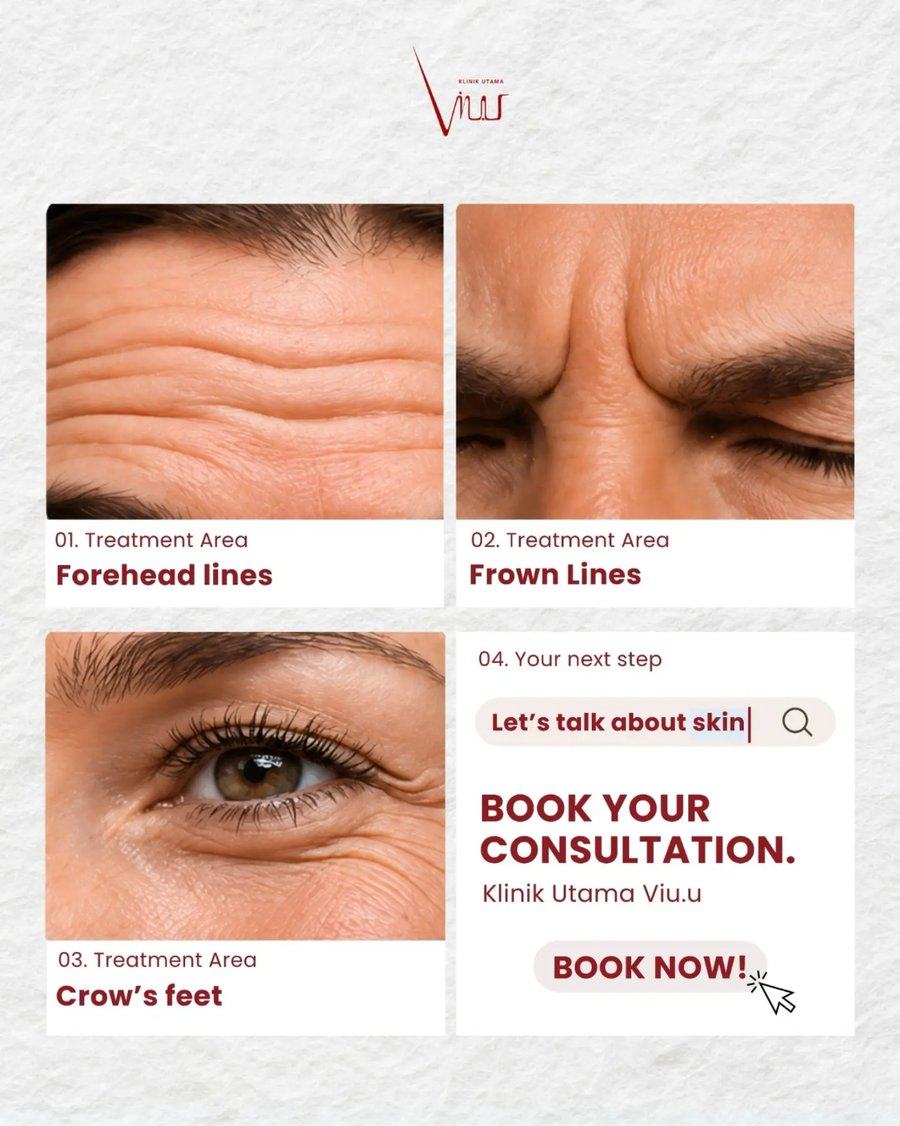 KLINIK UTAMA
Viu.u
01. Treatment Area
Forehead lines
02. Treatment Area
Frown Lines
03. Treatment Area
Crow's feet
04. Your next step
Let's talk about skin
BOOK YOUR
CONSULTATION.
Klinik Utama Viu.u
BOOK NOW!